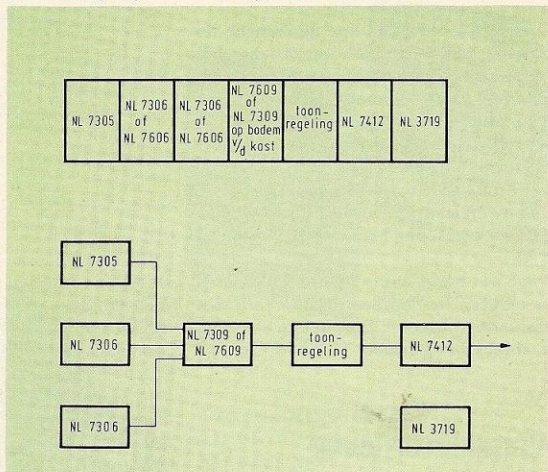 NL 7305
NL 7306
of
NL 7606
NL 7306
of
NL 7606
NL 7609
of
NL 7309
op bodem
v/d kast
toon-
regeling
NL 7412
NL 3719
NL 7305
NL 7306
NL 7306
NL 7309 of
NL 7609
toon-
regeling
NL 7412
NL 3719